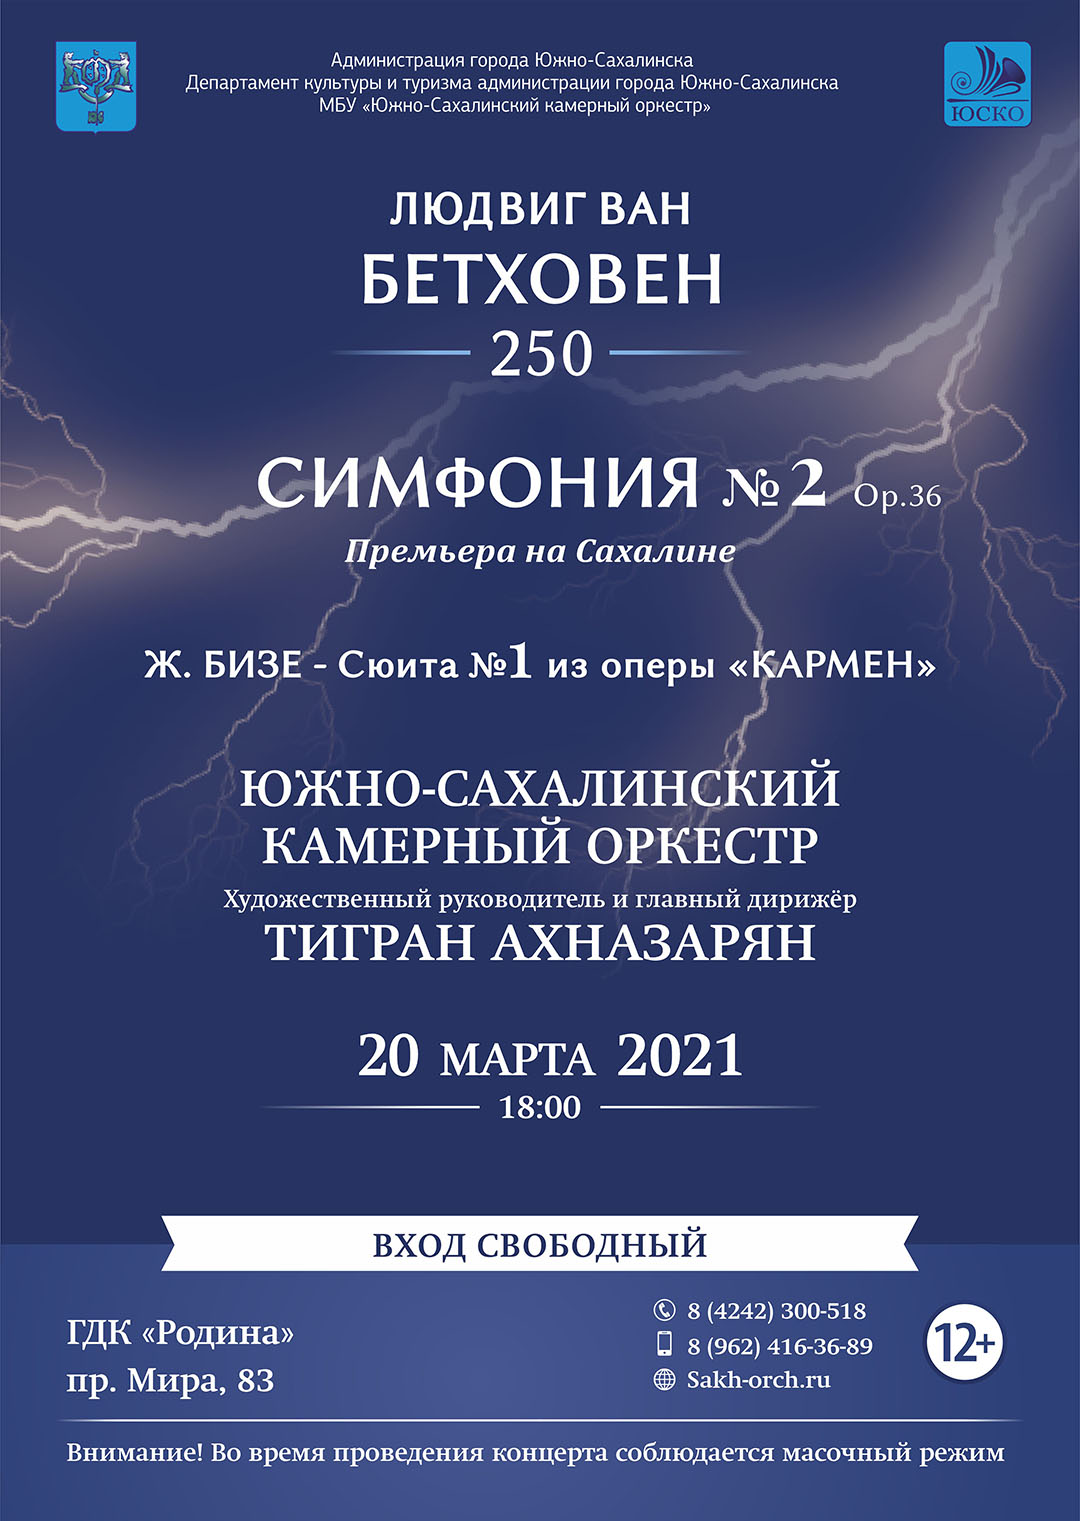 Администрация города Южно-Сахалинска
Департамент культуры и туризма администрации города Южно-Сахалинска
МБУ «Южно-Сахалинский камерный оркестр»
ЮСКО
ЛЮДВИГ ВАН
БЕТХОВЕН
250
СИМФОНИЯ № 2 Op.36
Премьера на Сахалине
Ж. БИЗЕ - Сюита №1 из оперы «КАРМЕН»
ЮЖНО-САХАЛИНСКИЙ
КАМЕРНЫЙ ОРКЕСТР
Художественный руководитель и главный дирижёр
ТИГРАН АХНАЗАРЯН
20 МАРТА 2021
18:00
ВХОД СВОБОДНЫЙ
ГДК «Родина»
пр. Мира, 83
8 (4242) 300-518
8 (962) 416-36-89
Sakh-orch.ru
12+
Внимание! Во время проведения концерта соблюдается масочный режим